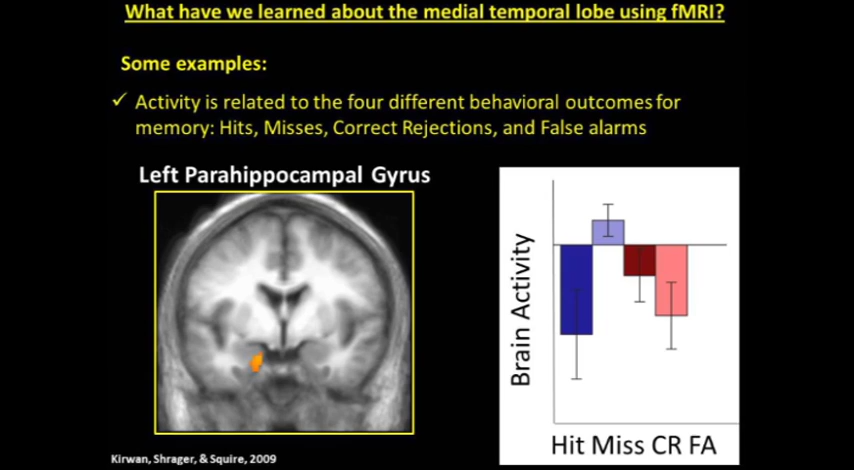 What have we learned about the medial temporal lobe using fMRI?
Some examples:
✓ Activity is related to the four different behavioral outcomes for
memory: Hits, Misses, Correct Rejections, and False alarms
Left Parahippocampal Gyrus
Brain Activity
Hit Miss CR FA
Kirwan, Shrager, & Squire, 2009